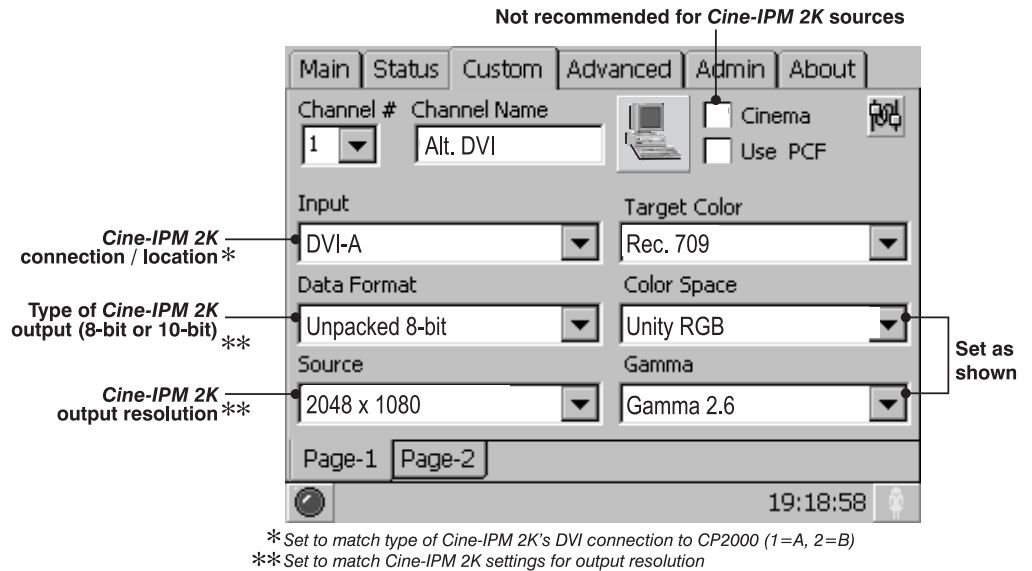 Not recommended for Cine-IPM 2K sources
Main Status Custom Advanced Admin About
Channel # Channel Name
1 Alt. DVI
Cinema
Use PCF
Input
Target Color
Cine-IPM 2K
connection / location*
DVI-A
Rec. 709
Data Format
Color Space
Type of Cine-IPM 2K
output (8-bit or 10-bit)**
Unpacked 8-bit
Unity RGB
Set as
shown
Source
Gamma
Cine-IPM 2K
output resolution**
2048 x 1080
Gamma 2.6
Page-1 Page-2
19:18:58
*Set to match type of Cine-IPM 2K's DVI connection to CP2000 (1=A, 2=B)
**Set to match Cine-IPM 2K settings for output resolution